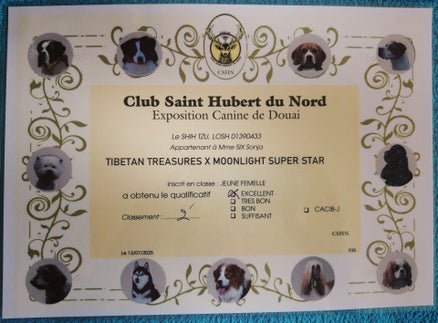 CSHN
Club Saint Hubert du Nord
Exposition Canine de Douai
Le SHIH TZU, LOSH 01390433
Appartenant à Mme SIX Sonja
TIBETAN TREASURES X MOONLIGHT SUPER STAR
Inscrit en classe : JEUNE FEMELLE
a obtenu le qualificatif ☒ EXCELLENT
☐ TRES BON
☐ BON ☐ CACIB-J
Classement : ....2.... ☐ SUFFISANT
CSHN
Le 13/07/2025